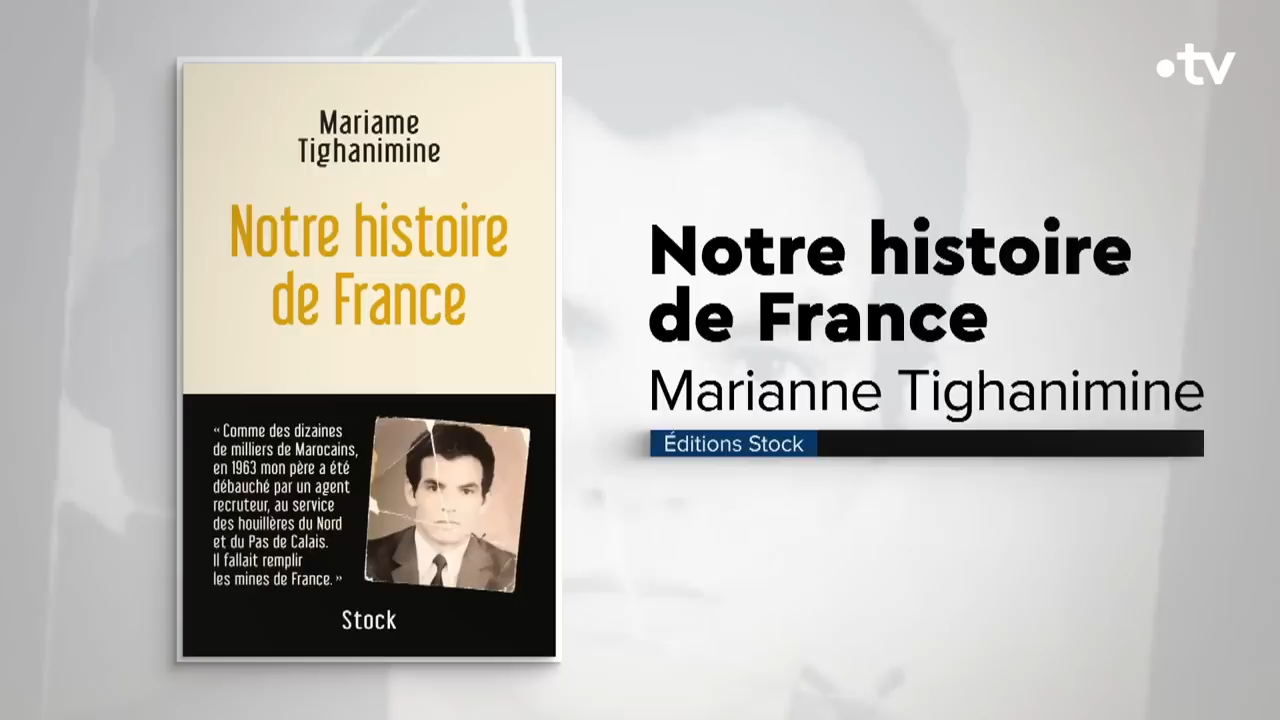 Mariame
Tighanimine
Notre histoire
de France
« Comme des dizaines
de milliers de Marocains,
en 1963 mon père a été
débauché par un agent
recruteur, au service
des houillères du Nord
et du Pas de Calais.
Il fallait remplir
les mines de France. »
Stock
•tv
Notre histoire
de France
Marianne Tighanimine
Éditions Stock